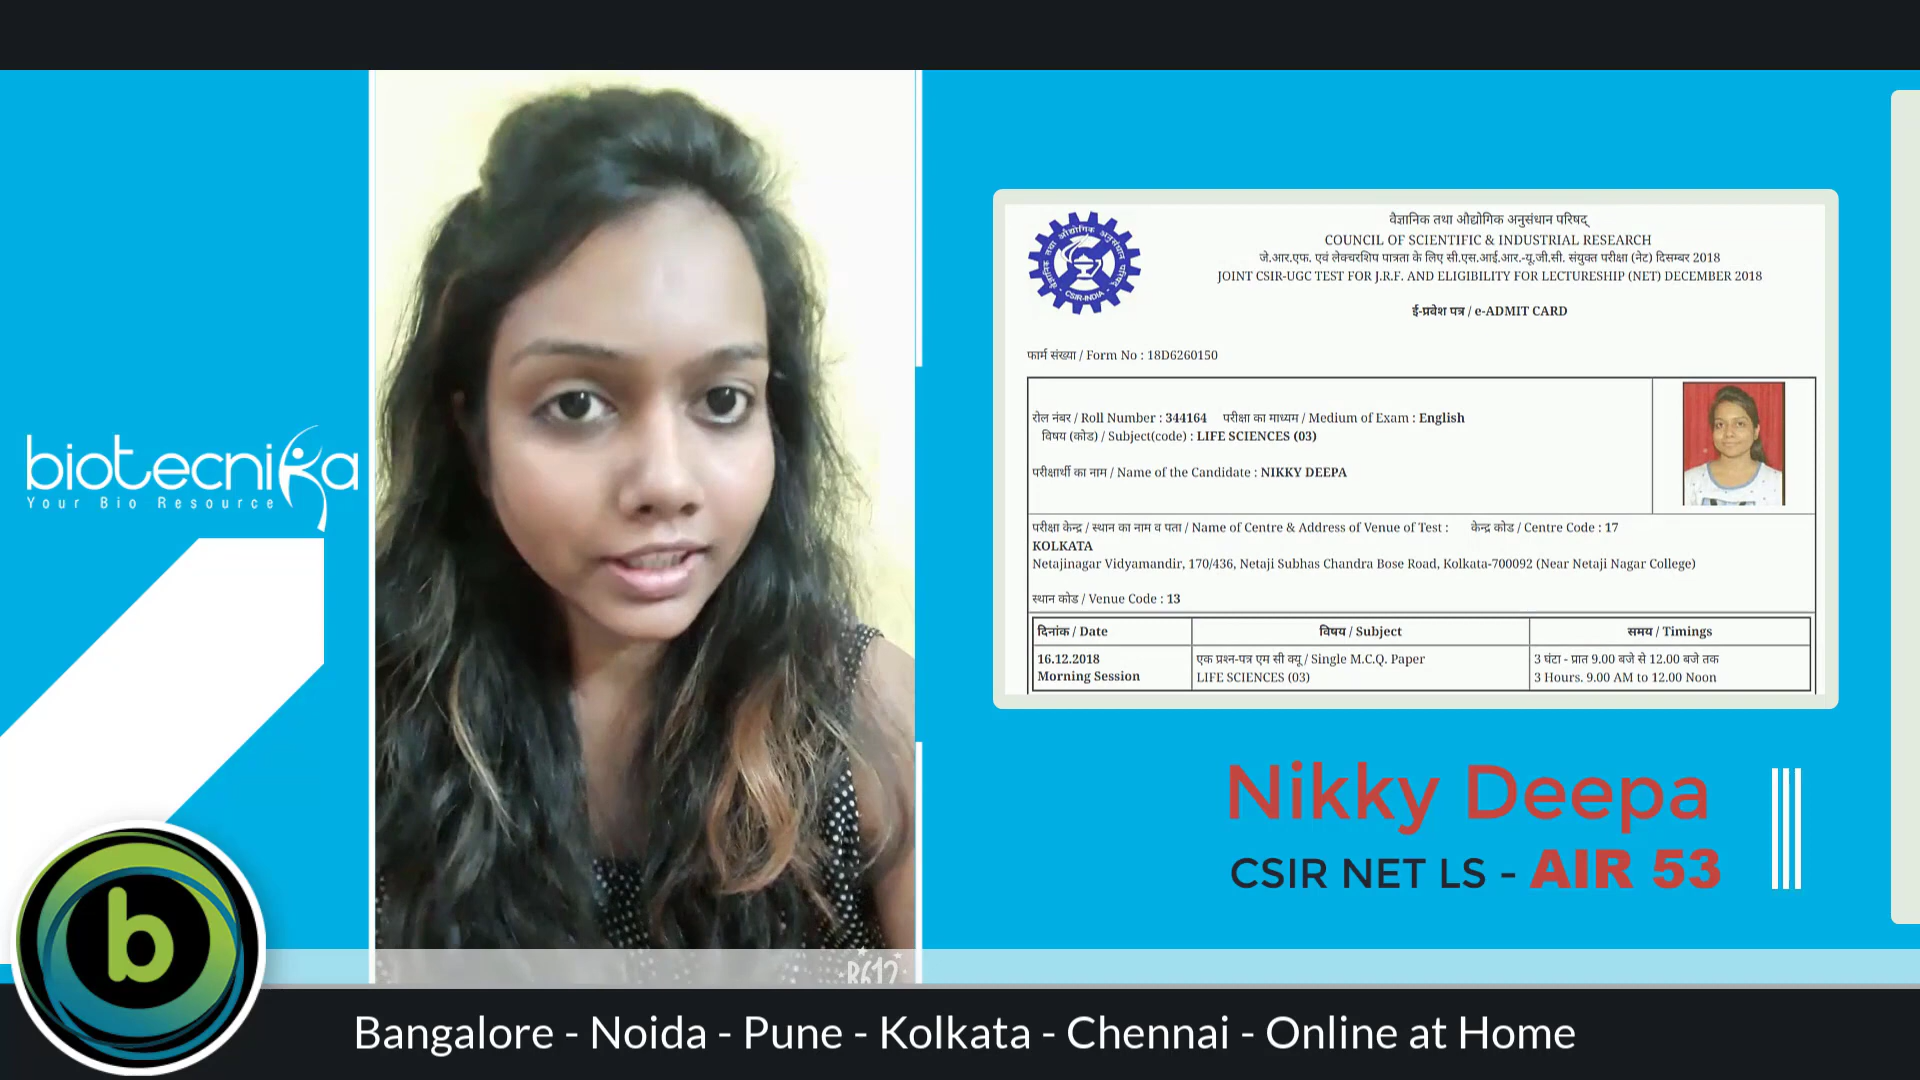 biotecnika
Your Bio Resource
वैज्ञानिक तथा औद्योगिक अनुसंधान परिषद्
COUNCIL OF SCIENTIFIC & INDUSTRIAL RESEARCH
जे.आर.एफ. एवं लेक्चरशिप पात्रता के लिए सी.एस.आई.आर.-यू.जी.सी. संयुक्त परीक्षा (नेट) दिसम्बर 2018
JOINT CSIR-UGC TEST FOR J.R.F. AND ELIGIBILITY FOR LECTURESHIP (NET) DECEMBER 2018
ई-प्रवेश पत्र / e-ADMIT CARD
CSIR-INDIA
फार्म संख्या / Form No : 18D6260150
रोल नंबर / Roll Number : 344164 परीक्षा का माध्यम / Medium of Exam : English
विषय (कोड) / Subject(code) : LIFE SCIENCES (03)
परीक्षार्थी का नाम / Name of the Candidate : NIKKY DEEPA
परीक्षा केन्द्र / स्थान का नाम व पता / Name of Centre & Address of Venue of Test : केन्द्र कोड / Centre Code : 17
KOLKATA
Netajinagar Vidyamandir, 170/436, Netaji Subhas Chandra Bose Road, Kolkata-700092 (Near Netaji Nagar College)
स्थान कोड / Venue Code : 13
दिनांक / Date विषय / Subject समय / Timings
16.12.2018 एक प्रश्न-पत्र एम सी क्यू / Single M.C.Q. Paper 3 घंटा - प्रात 9.00 बजे से 12.00 बजे तक
Morning Session LIFE SCIENCES (03) 3 Hours. 9.00 AM to 12.00 Noon
Nikky Deepa
CSIR NET LS - AIR 53
b
B612
Bangalore - Noida - Pune - Kolkata - Chennai - Online at Home